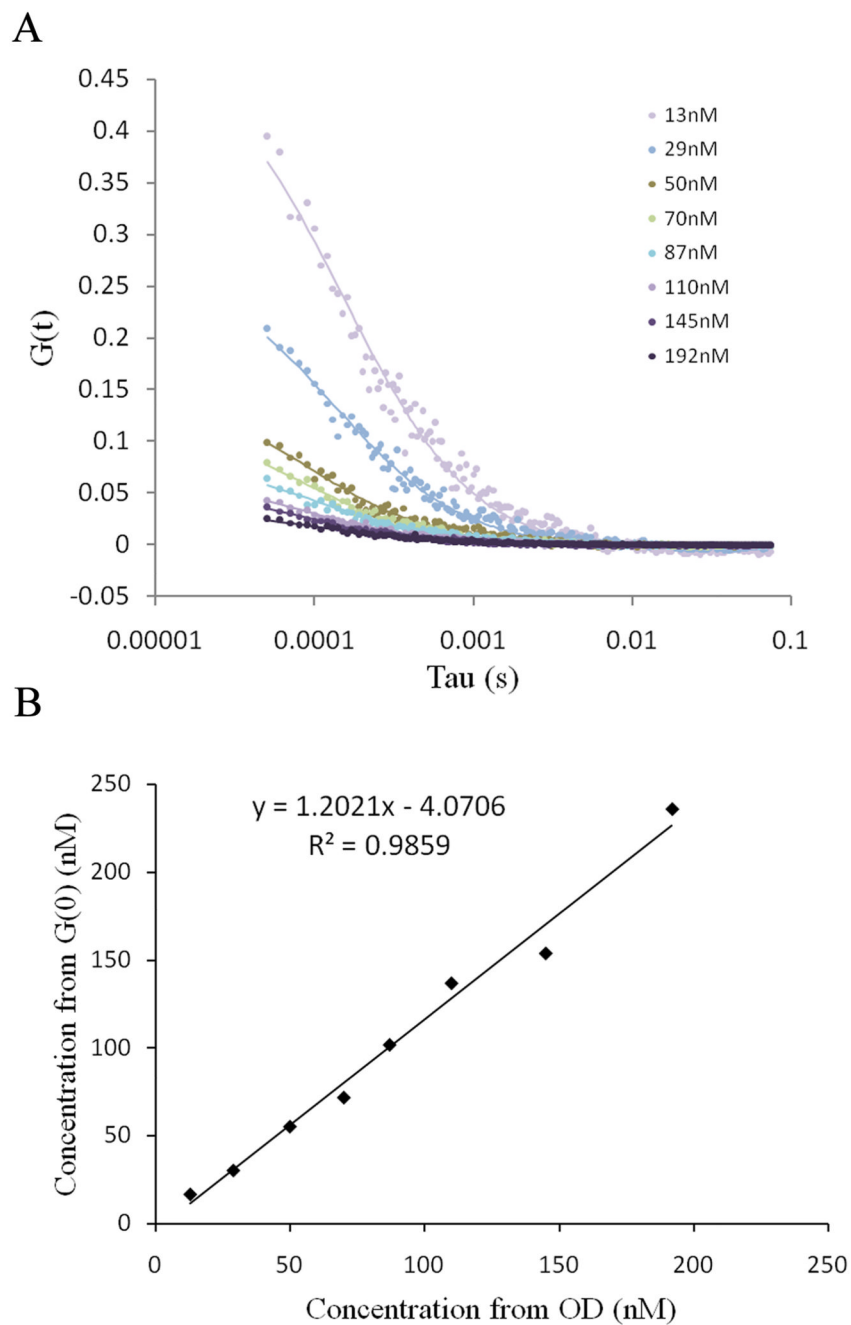 A
0.45
0.4
0.35
0.3
0.25
0.2
0.15
0.1
0.05
0
-0.05
G(t)
13nM
29nM
50nM
70nM
87nM
110nM
145nM
192nM
0.00001 0.0001 0.001 0.01 0.1
Tau (s)
B
250
200
150
100
50
0
Concentration from G(0) (nM)
y = 1.2021x - 4.0706
R² = 0.9859
0 50 100 150 200 250
Concentration from OD (nM)